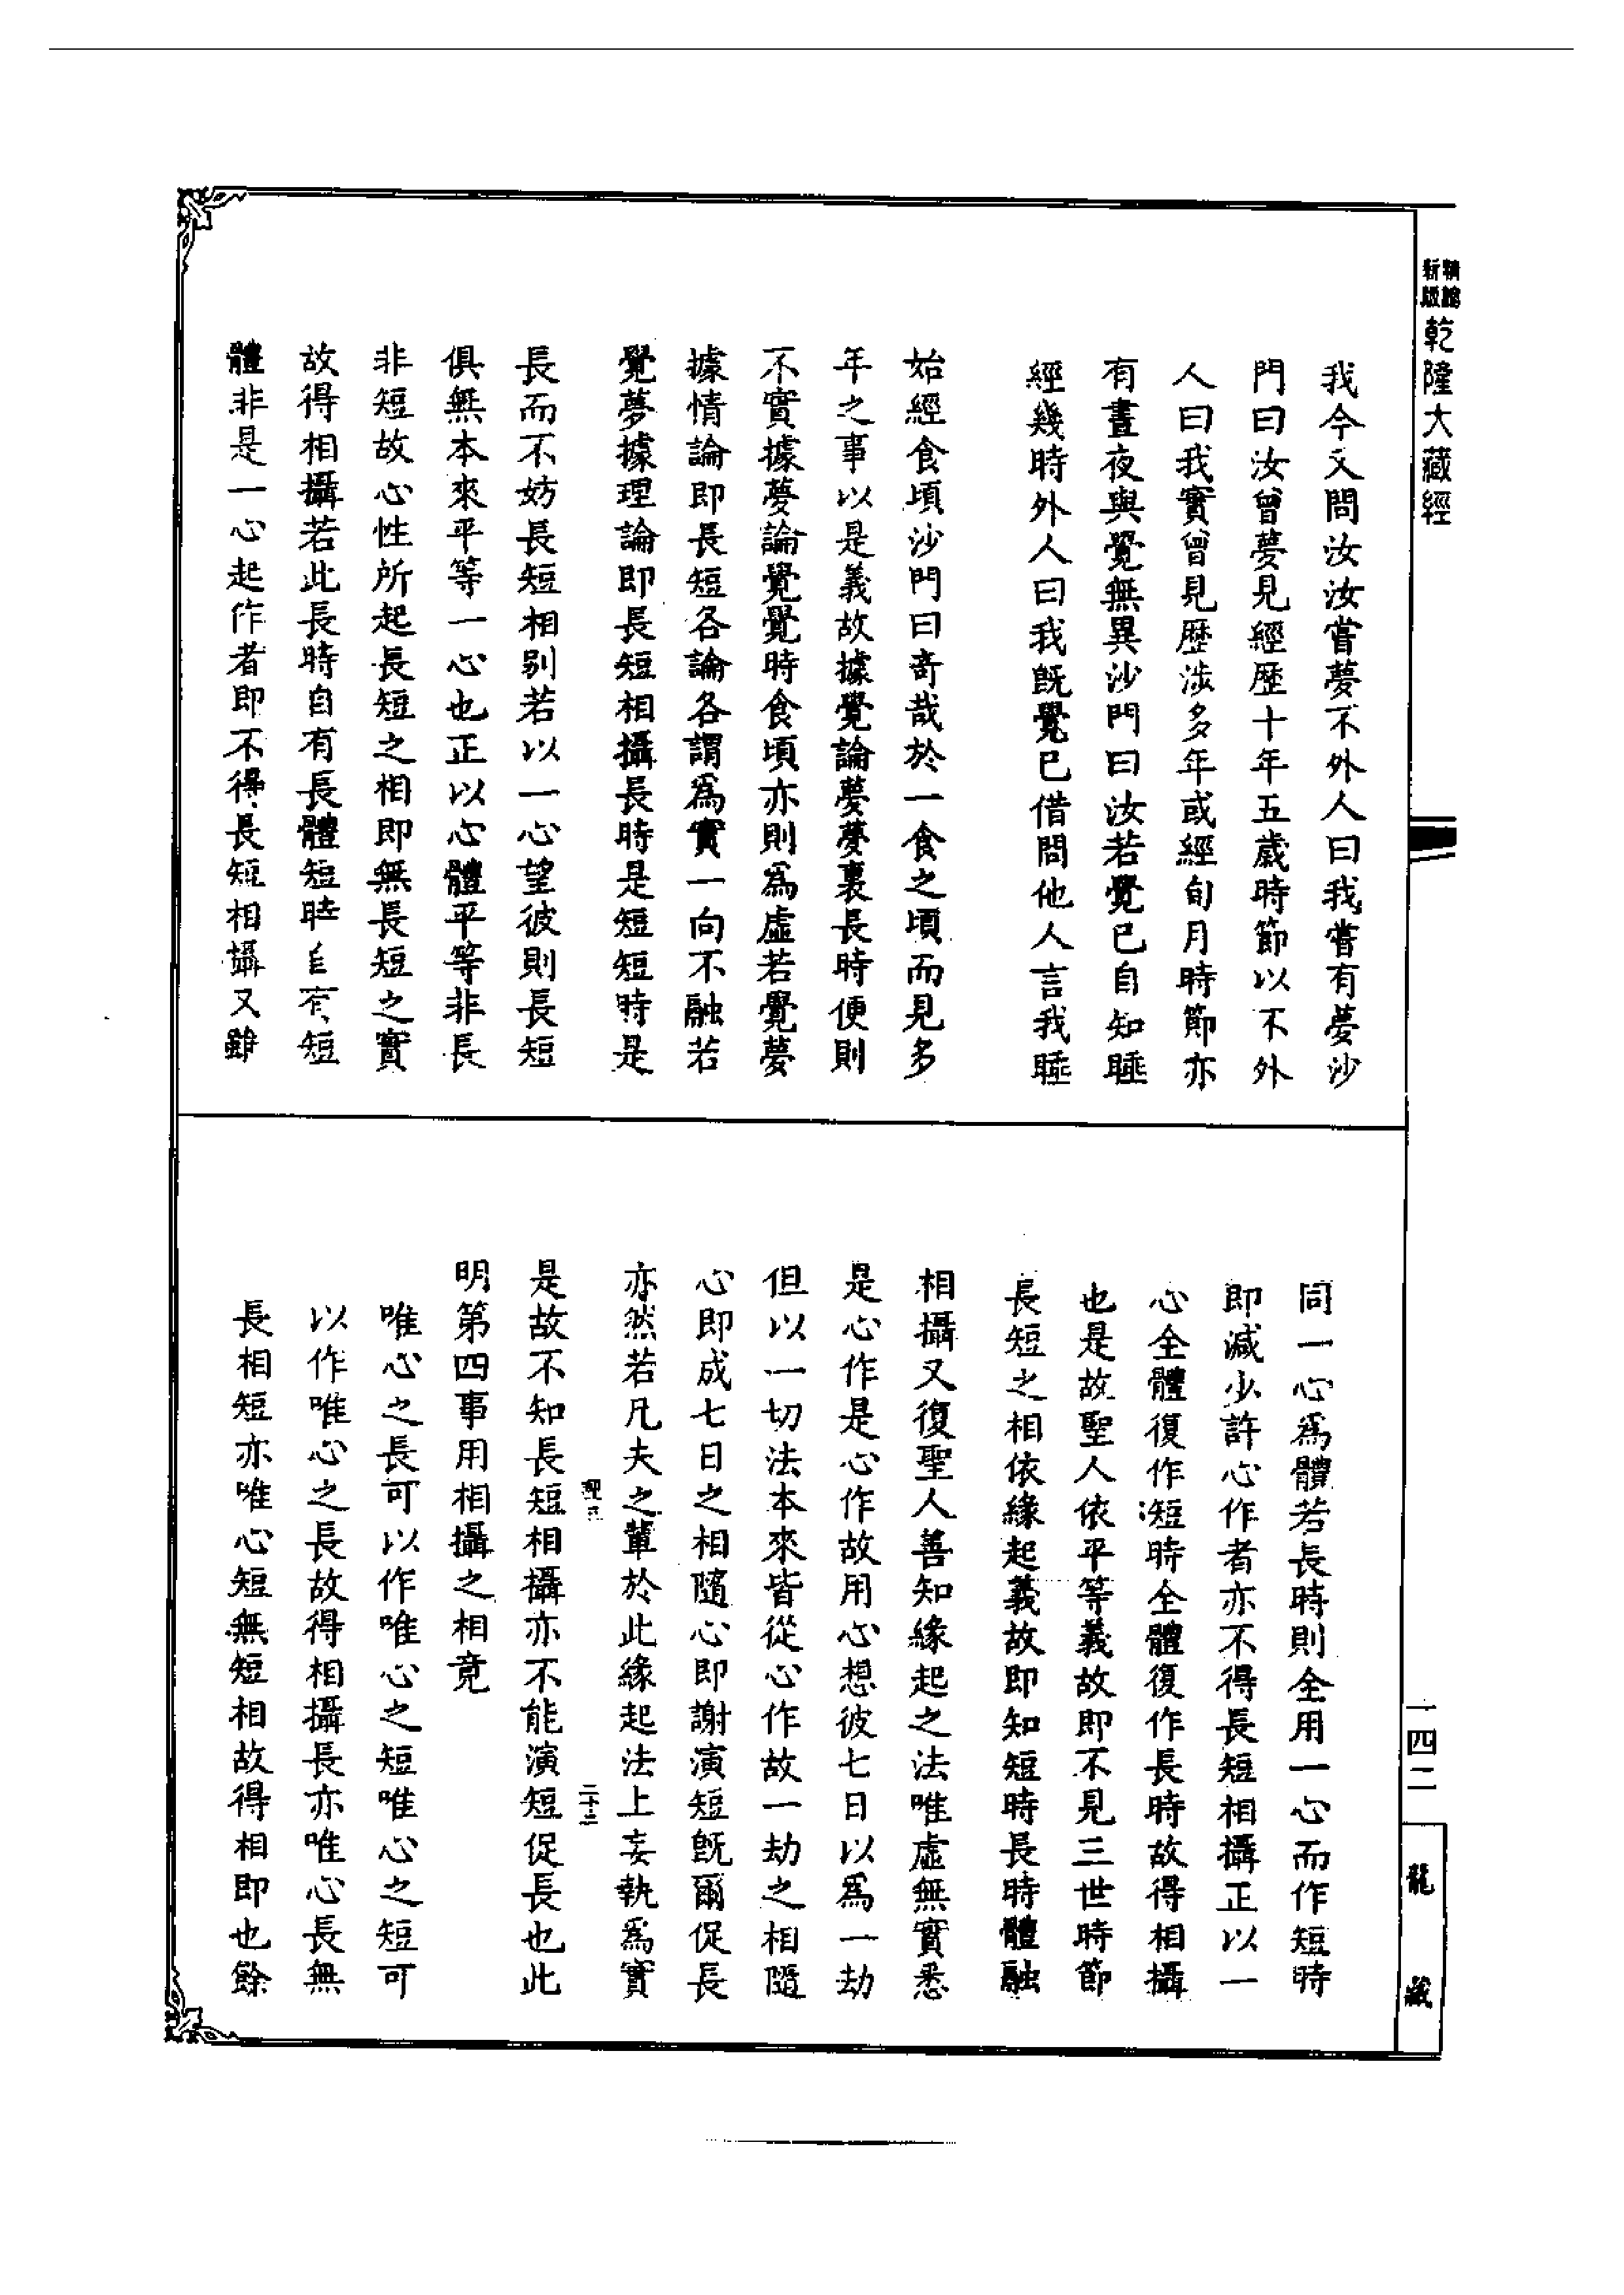 精縮
新版
乾隆大藏經
我今又問汝汝嘗夢不外人曰我嘗有夢沙
門曰汝曾夢見經歷十年五歲時節以不外
人曰我實曾見歷涉多年或經旬月時節亦
有晝夜與覺無異沙門曰汝若覺已自知睡
經幾時外人曰我既覺已借問他人言我睡
始經食頃沙門曰奇哉於一食之頃而見多
年之事以是義故據覺論夢夢裏長時便則
不實據夢論覺覺時食頃亦則爲虛若覺夢
據情論即長短各論各謂爲實一向不融若
覺夢據理論即長短相攝長時是短短時是
長而不妨長短相別若以一心望彼則長短
俱無本來平等一心也正以心體平等非長
非短故心性所起長短之相即無長短之實
故得相攝若此長時自有長體短時自有短
體非是一心起作者即不得長短相攝又雖
同一心爲體若長時則全用一心而作短時
即減少許心作者亦不得長短相攝正以一
心全體復作短時全體復作長時故得相攝
也是故聖人依平等義故即不見三世時節
長短之相依緣起義故即知短時長時體融
相攝又復聖人善知緣起之法唯虛無實悉
是心作是心作故用心想彼七日以爲一劫
但以一切法本來皆從心作故一劫之相隨
心即成七日之相隨心即謝演短既爾促長
亦然若凡夫之輩於此緣起法上妄執爲實
是故不知長短相攝亦不能演短促長也此
明第四事用相攝之相竟
唯心之長可以作唯心之短唯心之短可
以作唯心之長故得相攝長亦唯心長無
長相短亦唯心短無短相故得相即也餘
一四二
龍藏